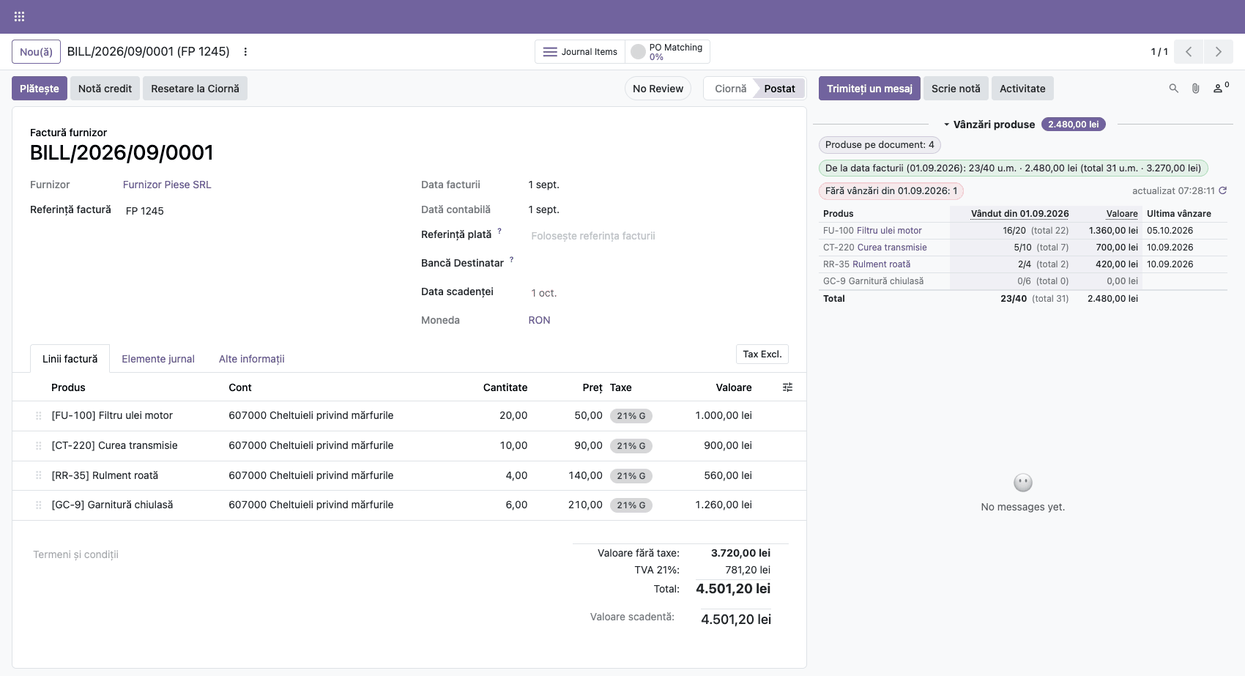 Nou(ă) BILL/2026/09/0001 (FP 1245)
Journal Items
PO Matching
0%
1 / 1
Plătește Notă credit Resetare la Ciornă
No Review
Ciornă Postat
Factură furnizor
BILL/2026/09/0001
Furnizor Furnizor Piese SRL
Referință factură FP 1245
Data facturii 1 sept.
Dată contabilă 1 sept.
Referință plată ? Folosește referința facturii
Bancă Destinatar ?
Data scadenței 1 oct.
Moneda RON
Linii factură Elemente jurnal Alte informații
Tax Excl.
Produs Cont Cantitate Preț Taxe Valoare
[FU-100] Filtru ulei motor 607000 Cheltuieli privind mărfurile 20,00 50,00 21% G 1.000,00 lei
[CT-220] Curea transmisie 607000 Cheltuieli privind mărfurile 10,00 90,00 21% G 900,00 lei
[RR-35] Rulment roată 607000 Cheltuieli privind mărfurile 4,00 140,00 21% G 560,00 lei
[GC-9] Garnitură chiulasă 607000 Cheltuieli privind mărfurile 6,00 210,00 21% G 1.260,00 lei
Termeni și condiții
Valoare fără taxe: 3.720,00 lei
TVA 21%: 781,20 lei
Total: 4.501,20 lei
Valoare scadentă: 4.501,20 lei
Trimiteți un mesaj Scrie notă Activitate
0
Vânzări produse 2.480,00 lei
Produse pe document: 4
De la data facturii (01.09.2026): 23/40 u.m. · 2.480,00 lei (total 31 u.m. · 3.270,00 lei)
Fără vânzări din 01.09.2026: 1
actualizat 07:28:11
Produs Vândut din 01.09.2026 Valoare Ultima vânzare
FU-100 Filtru ulei motor 16/20 (total 22) 1.360,00 lei 05.10.2026
CT-220 Curea transmisie 5/10 (total 7) 700,00 lei 10.09.2026
RR-35 Rulment roată 2/4 (total 2) 420,00 lei 10.09.2026
GC-9 Garnitură chiulasă 0/6 (total 0) 0,00 lei
Total 23/40 (total 31) 2.480,00 lei
No messages yet.